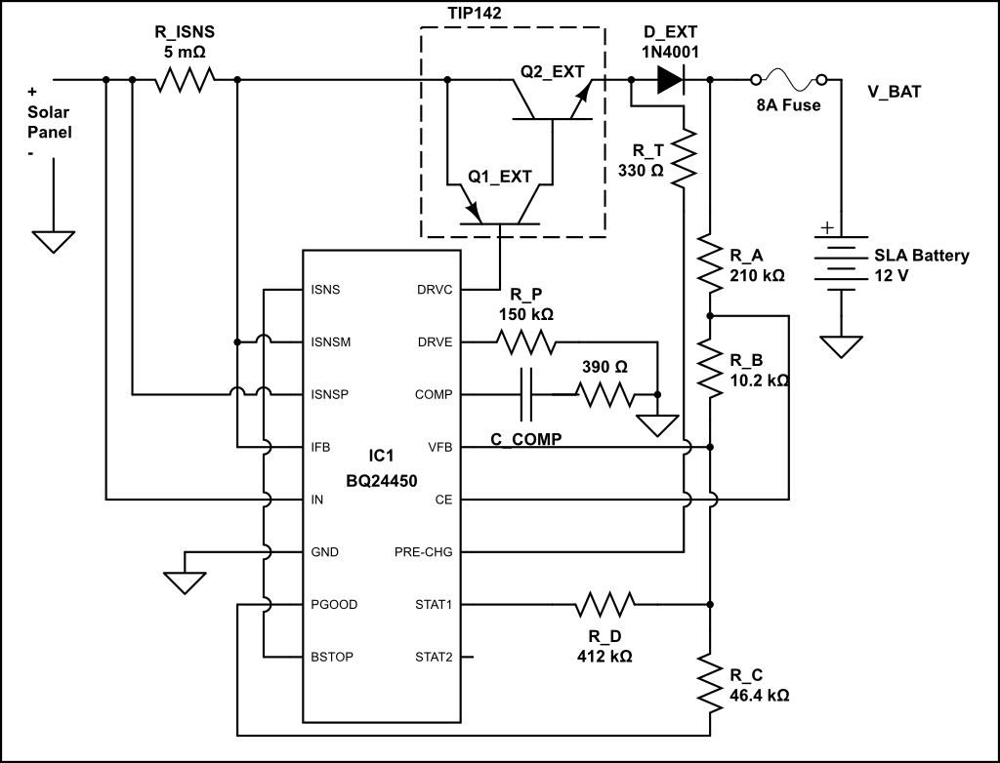 TIP142
R_ISNS
5 mΩ
D_EXT
1N4001
Q2_EXT
+
Solar
Panel
-
8A Fuse
V_BAT
R_T
330 Ω
Q1_EXT
+
SLA Battery
12 V
R_A
210 kΩ
ISNS
DRVC
R_P
150 kΩ
ISNSM
DRVE
R_B
10.2 kΩ
390 Ω
ISNSP
COMP
C_COMP
IFB
VFB
IC1
BQ24450
IN
CE
GND
PRE-CHG
PGOOD
STAT1
R_D
412 kΩ
BSTOP
STAT2
R_C
46.4 kΩ